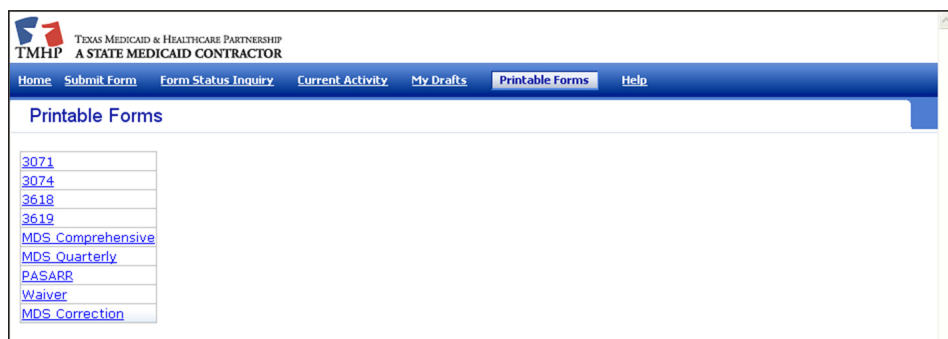 TMHP TEXAS MEDICAID & HEALTHCARE PARTNERSHIP
A STATE MEDICAID CONTRACTOR
Home Submit Form Form Status Inquiry Current Activity My Drafts Printable Forms Help
Printable Forms
3071
3074
3618
3619
MDS Comprehensive
MDS Quarterly
PASARR
Waiver
MDS Correction